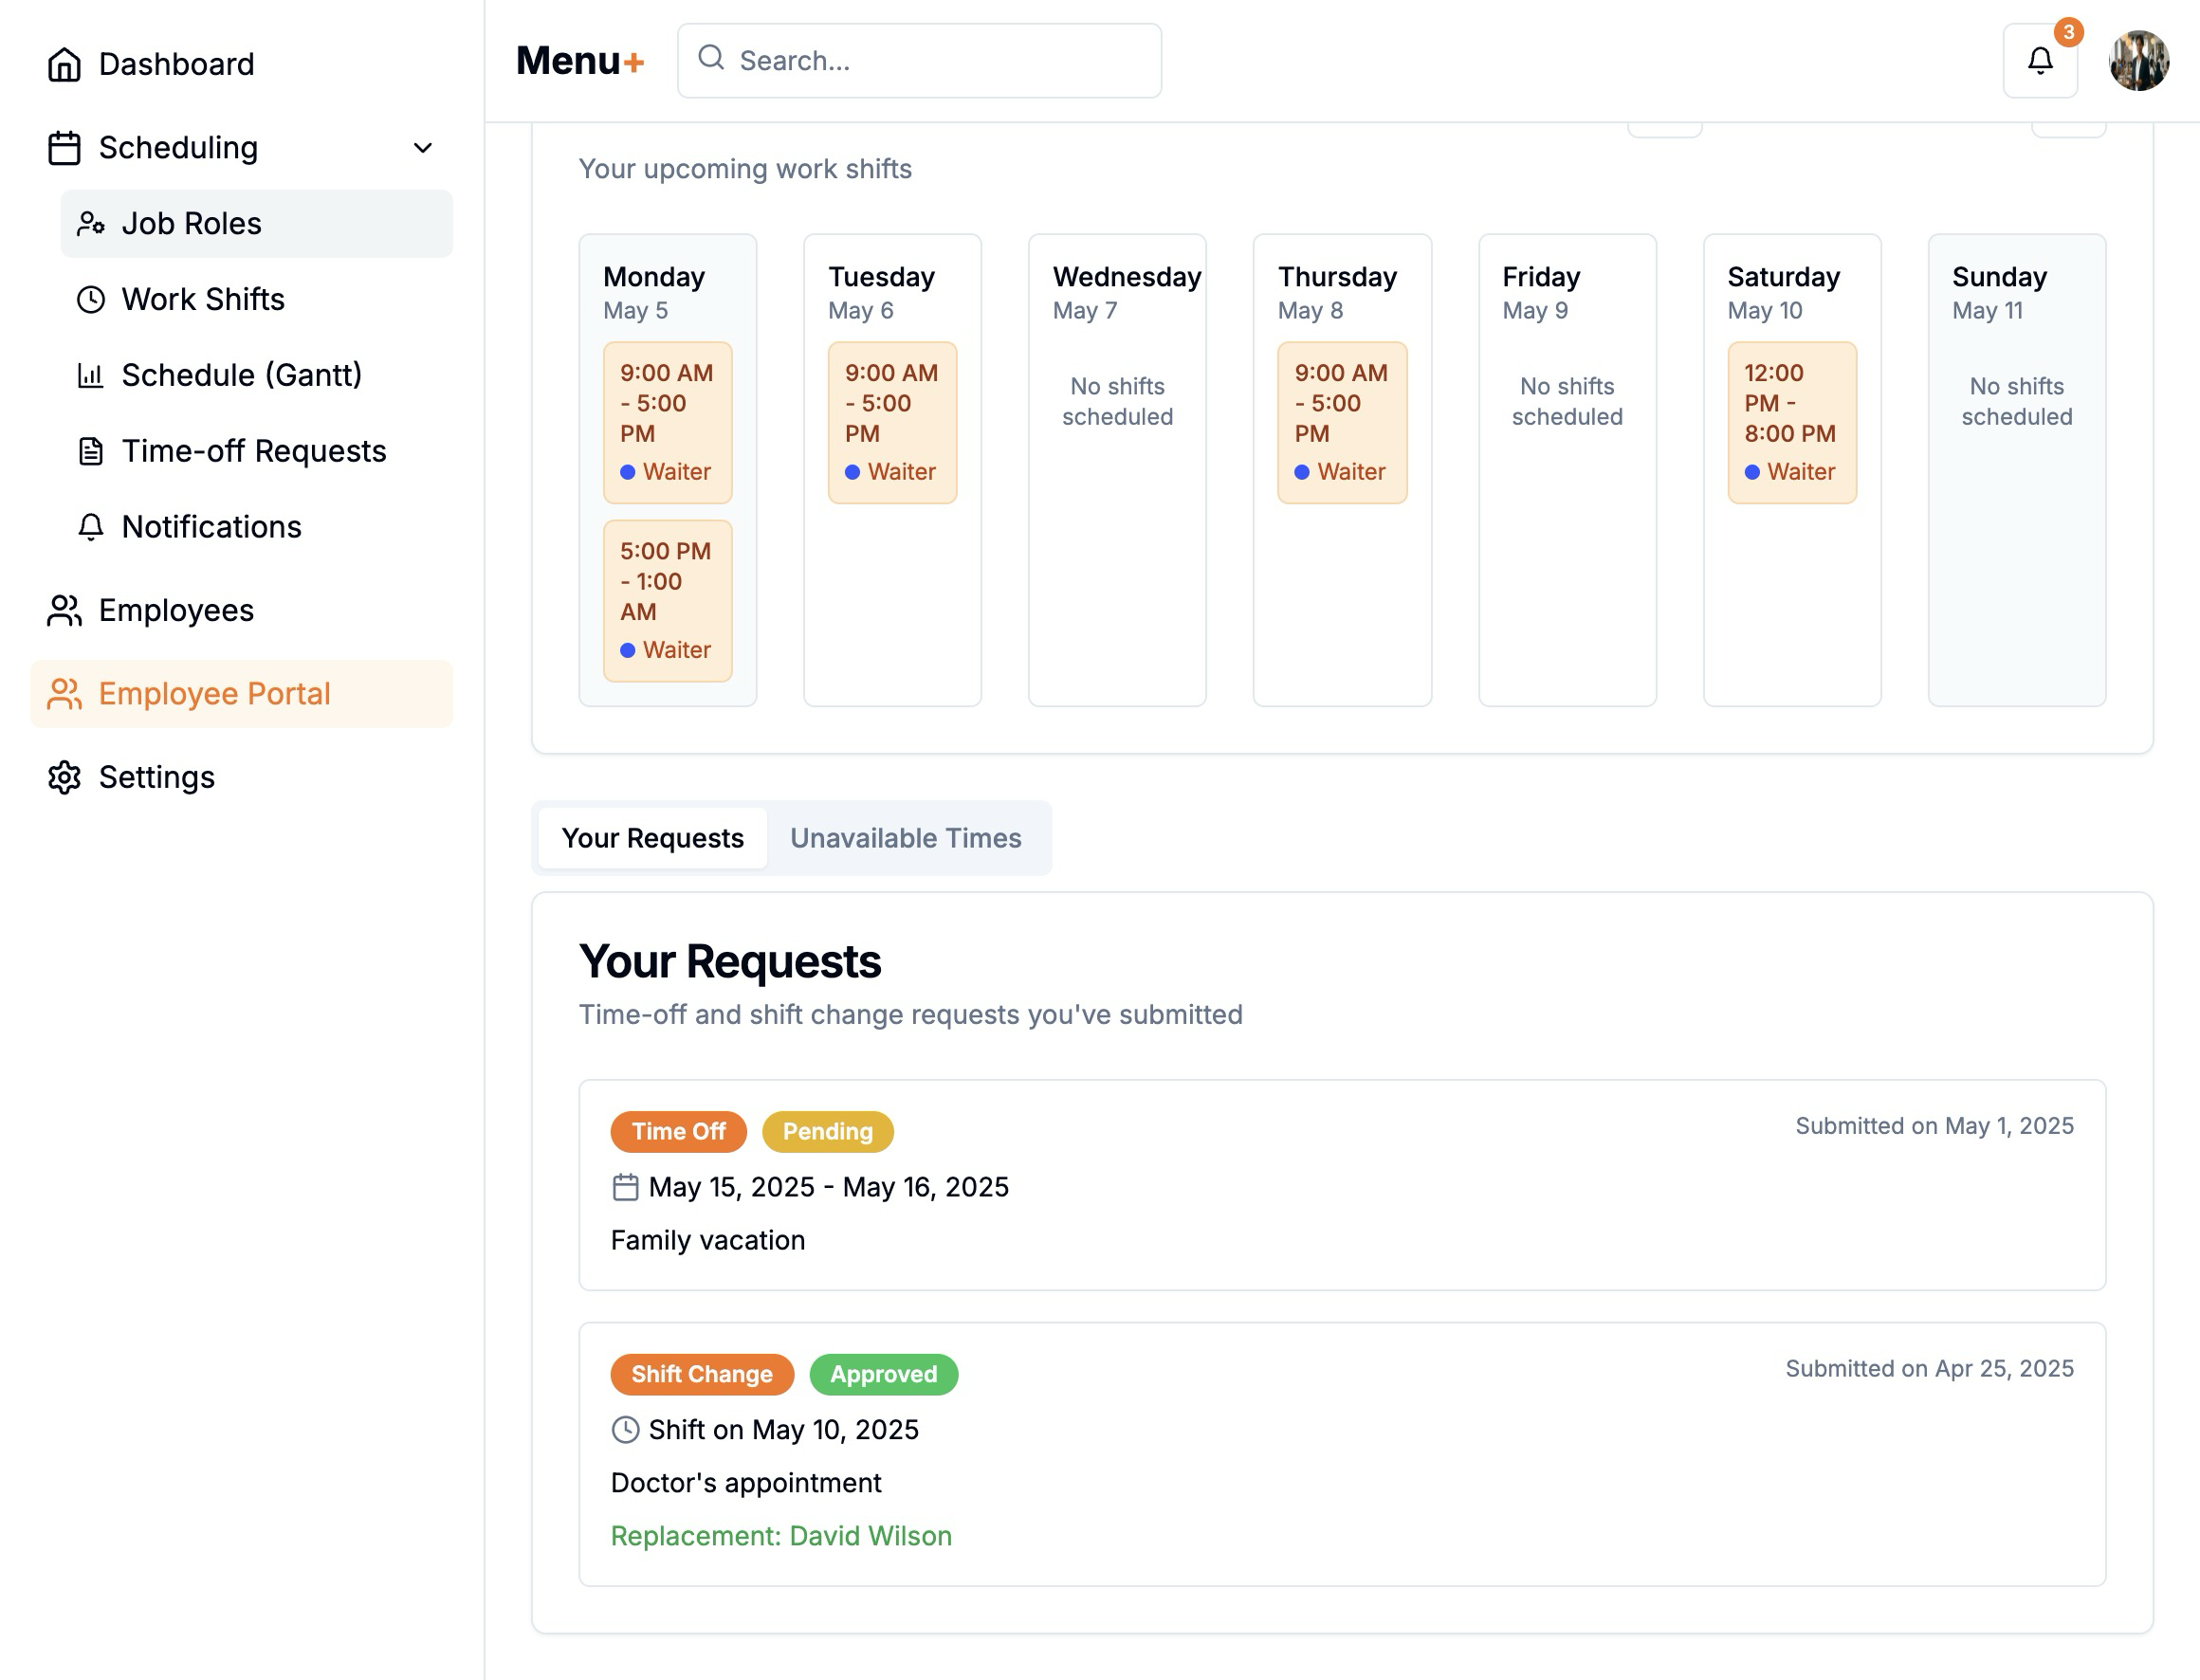 Dashboard
Scheduling
Job Roles
Work Shifts
Schedule (Gantt)
Time-off Requests
Notifications
Employees
Employee Portal
Settings
Menu+
Search...
3
Your upcoming work shifts
Monday
May 5
9:00 AM
- 5:00
PM
Waiter
5:00 PM
- 1:00
AM
Waiter
Tuesday
May 6
9:00 AM
- 5:00
PM
Waiter
Wednesday
May 7
No shifts
scheduled
Thursday
May 8
9:00 AM
- 5:00
PM
Waiter
Friday
May 9
No shifts
scheduled
Saturday
May 10
12:00
PM -
8:00 PM
Waiter
Sunday
May 11
No shifts
scheduled
Your Requests
Unavailable Times
Your Requests
Time-off and shift change requests you've submitted
Time Off
Pending
Submitted on May 1, 2025
May 15, 2025 - May 16, 2025
Family vacation
Shift Change
Approved
Submitted on Apr 25, 2025
Shift on May 10, 2025
Doctor's appointment
Replacement: David Wilson